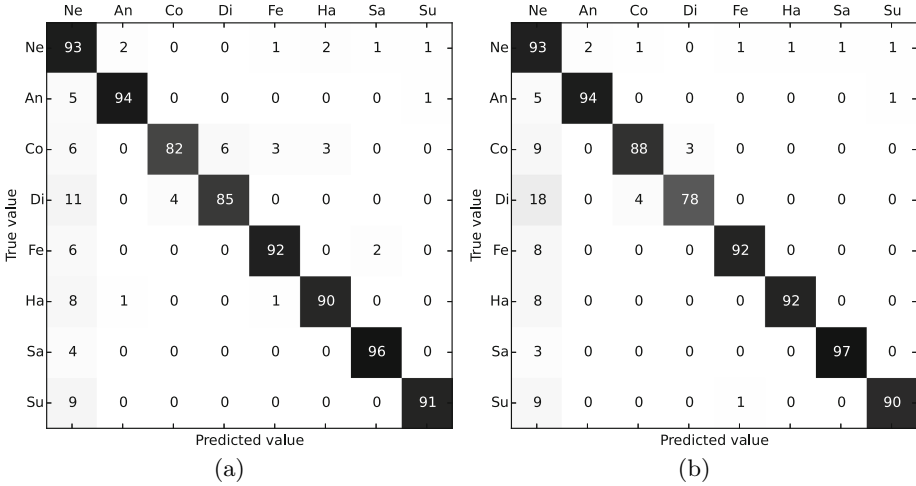 Ne An Co Di Fe Ha Sa Su
Ne 93 2 0 0 1 2 1 1
An 5 94 0 0 0 0 0 1
Co 6 0 82 6 3 3 0 0
Di 11 0 4 85 0 0 0 0
Fe 6 0 0 0 92 0 2 0
Ha 8 1 0 0 1 90 0 0
Sa 4 0 0 0 0 0 96 0
Su 9 0 0 0 0 0 0 91
True value
Predicted value
(a)
Ne An Co Di Fe Ha Sa Su
Ne 93 2 1 0 1 1 1 1
An 5 94 0 0 0 0 0 1
Co 9 0 88 3 0 0 0 0
Di 18 0 4 78 0 0 0 0
Fe 8 0 0 0 92 0 0 0
Ha 8 0 0 0 0 92 0 0
Sa 3 0 0 0 0 0 97 0
Su 9 0 0 0 1 0 0 90
True value
Predicted value
(b)